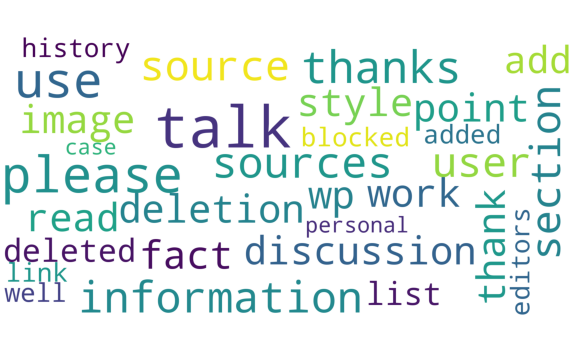 history
source
thanks
add
use
image
talk
style
point
blocked
added
case
please
sources
user
section
read
deletion
wp
work
personal
thank
editors
deleted
fact
discussion
link
well
information
list